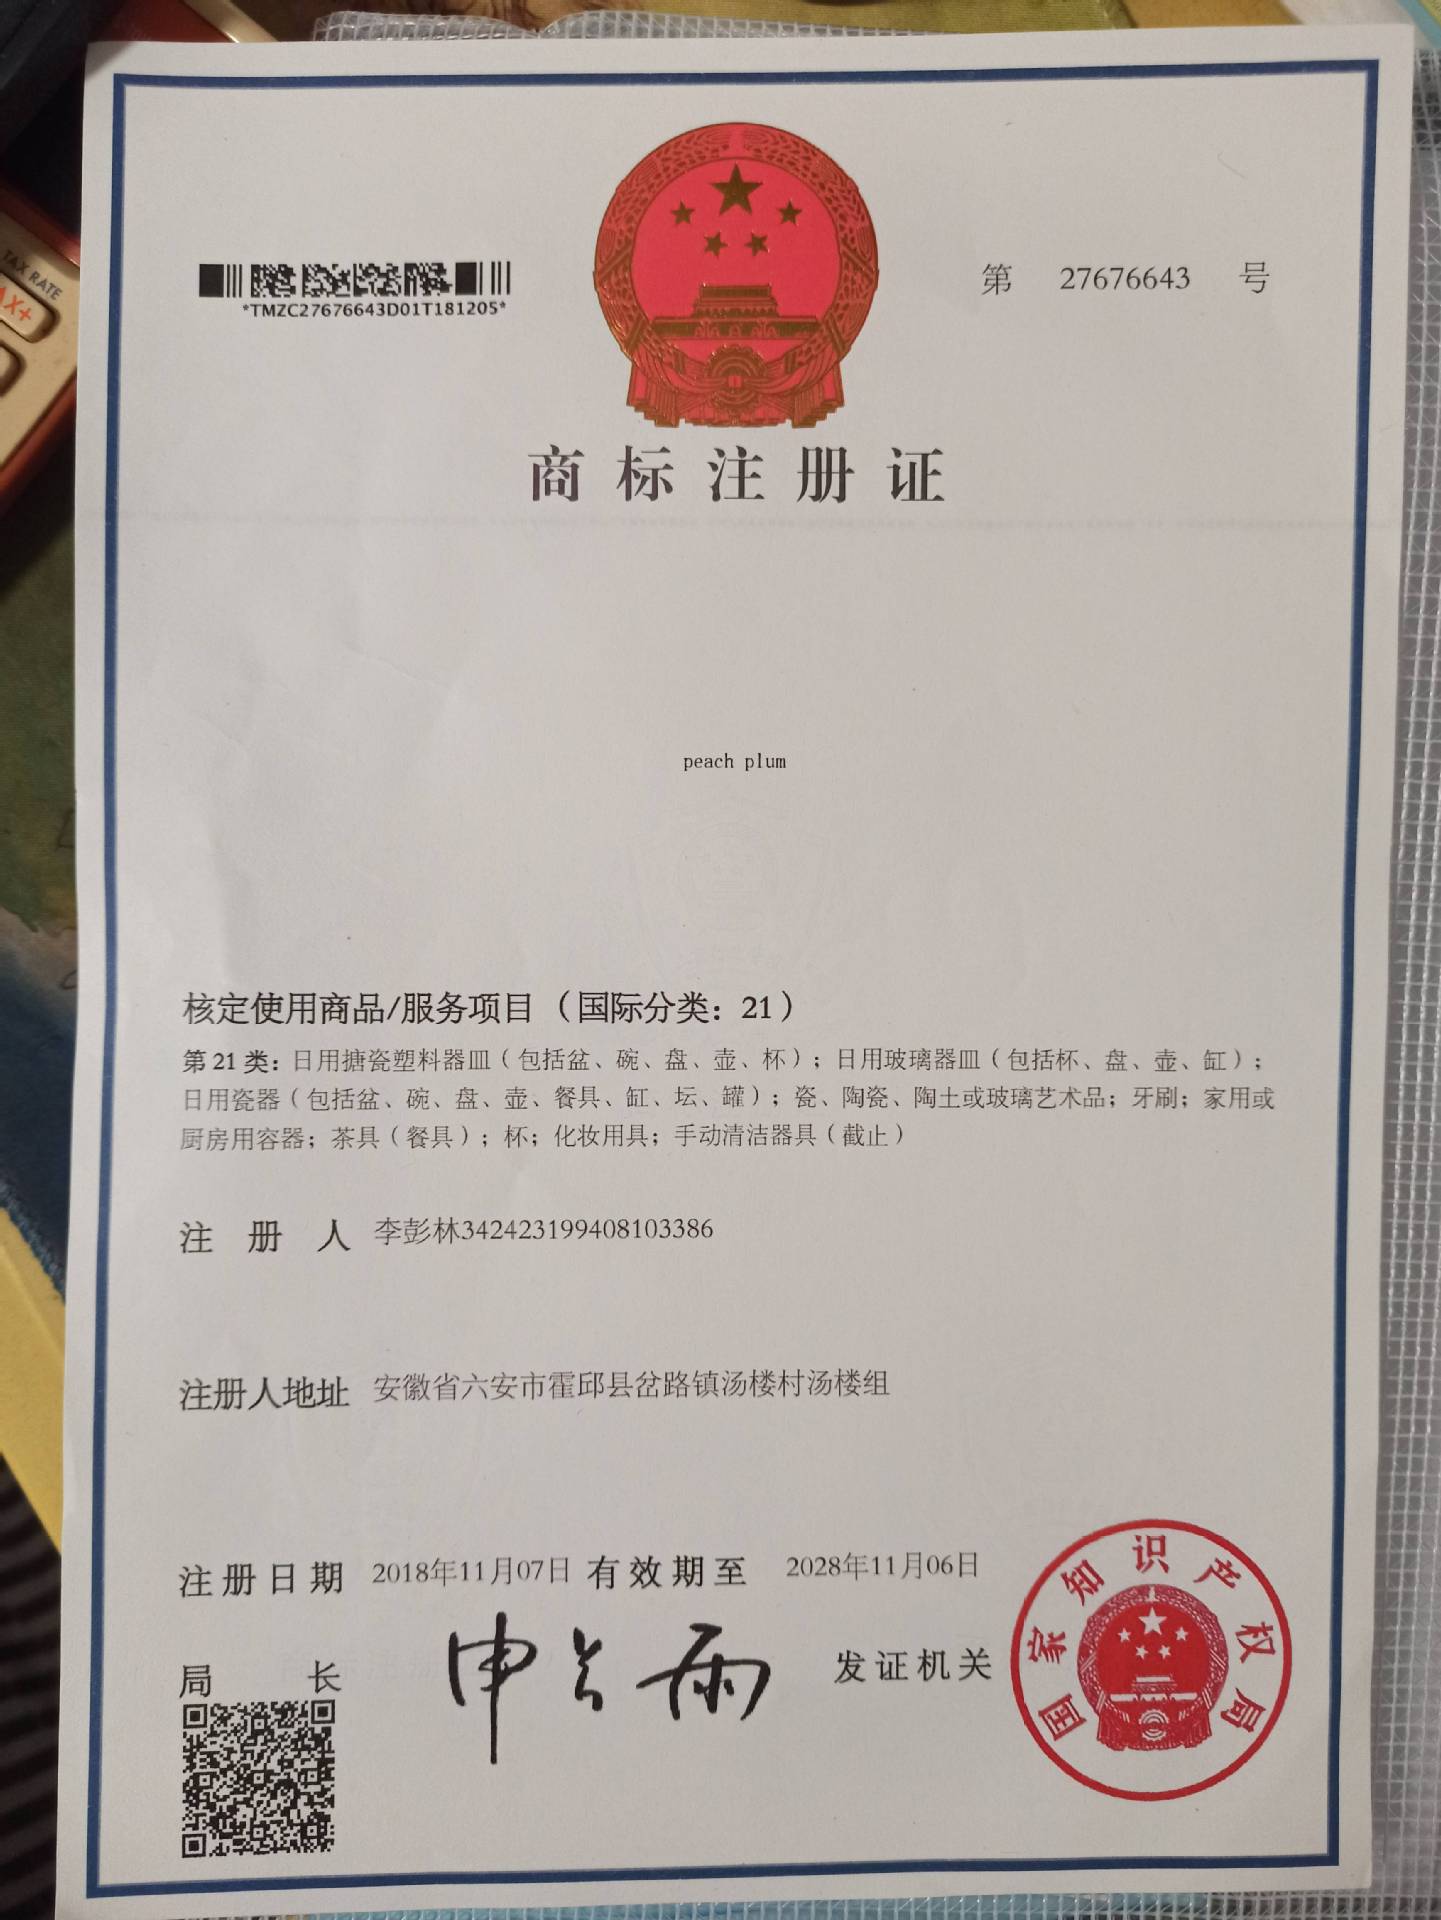 *TMZC27676643D01T181205*
第 27676643 号
商标注册证
peach plum
核定使用商品/服务项目（国际分类：21）
第 21 类：日用搪瓷塑料器皿（包括盆、碗、盘、壶、杯）；日用玻璃器皿（包括杯、盘、壶、缸）；
日用瓷器（包括盆、碗、盘、壶、餐具、缸、坛、罐）；瓷、陶瓷、陶土或玻璃艺术品；牙刷；家用或
厨房用容器；茶具（餐具）；杯；化妆用具；手动清洁器具（截止）
注册人 李彭林342423199408103386
注册人地址 安徽省六安市霍邱县岔路镇汤楼村汤楼组
注册日期 2018年11月07日 有效期至 2028年11月06日
局长 申长雨 发证机关
国家知识产权局
TAX RATE